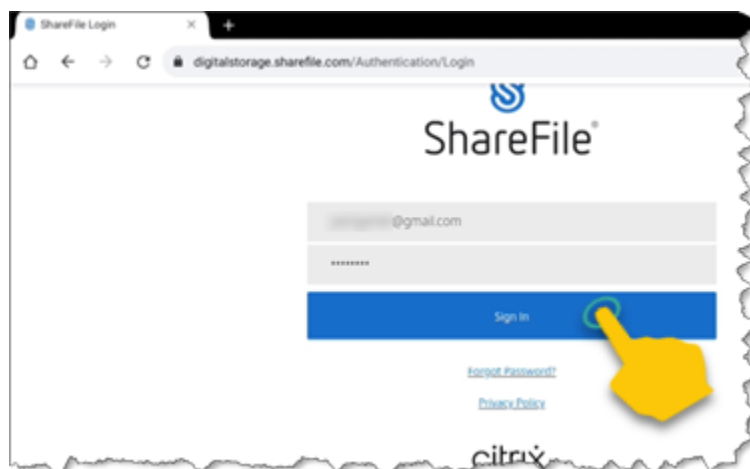 ShareFile Login
digitalstorage.sharefile.com/Authentication/Login
ShareFile®
@gmail.com
••••••••
Sign In
Forgot Password?
Privacy Policy
citrix